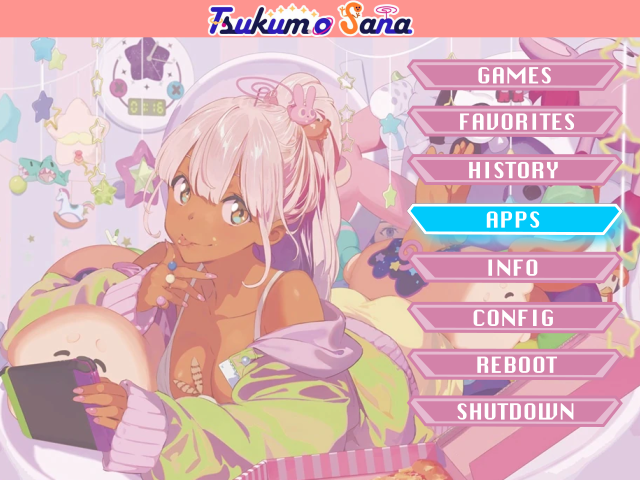 Tsukumo Sana
GAMES
FAVORITES
HISTORY
APPS
INFO
CONFIG
REBOOT
SHUTDOWN